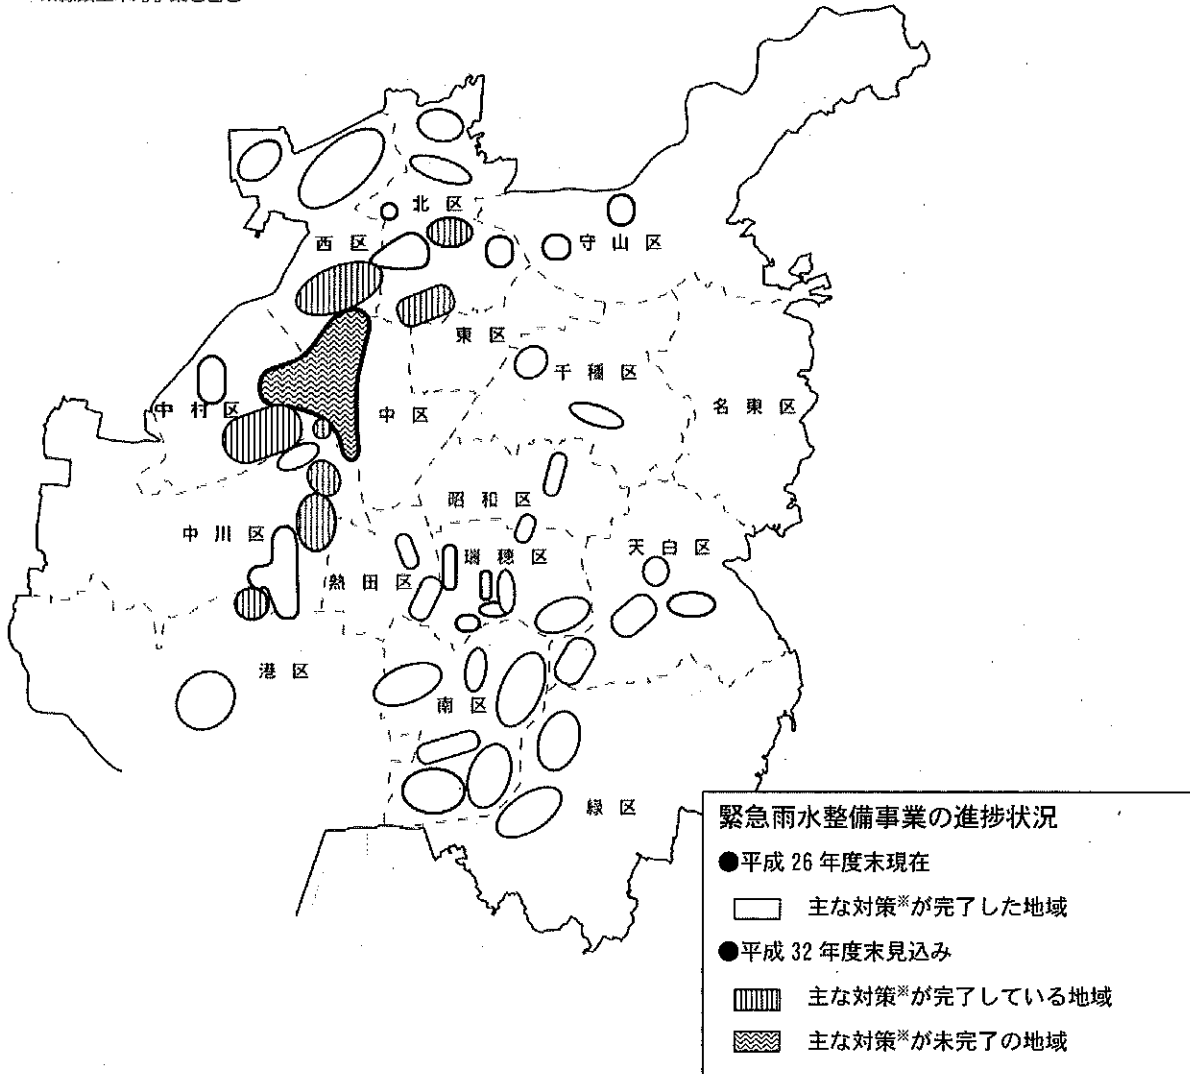 北区
西区
守山区
東区
千種区
中村区
中区
名東区
昭和区
中川区
瑞穂区
天白区
熱田区
港区
南区
緑区
緊急雨水整備事業の進捗状況
●平成26年度末現在
主な対策※が完了した地域
●平成32年度末見込み
主な対策※が完了している地域
主な対策※が未完了の地域